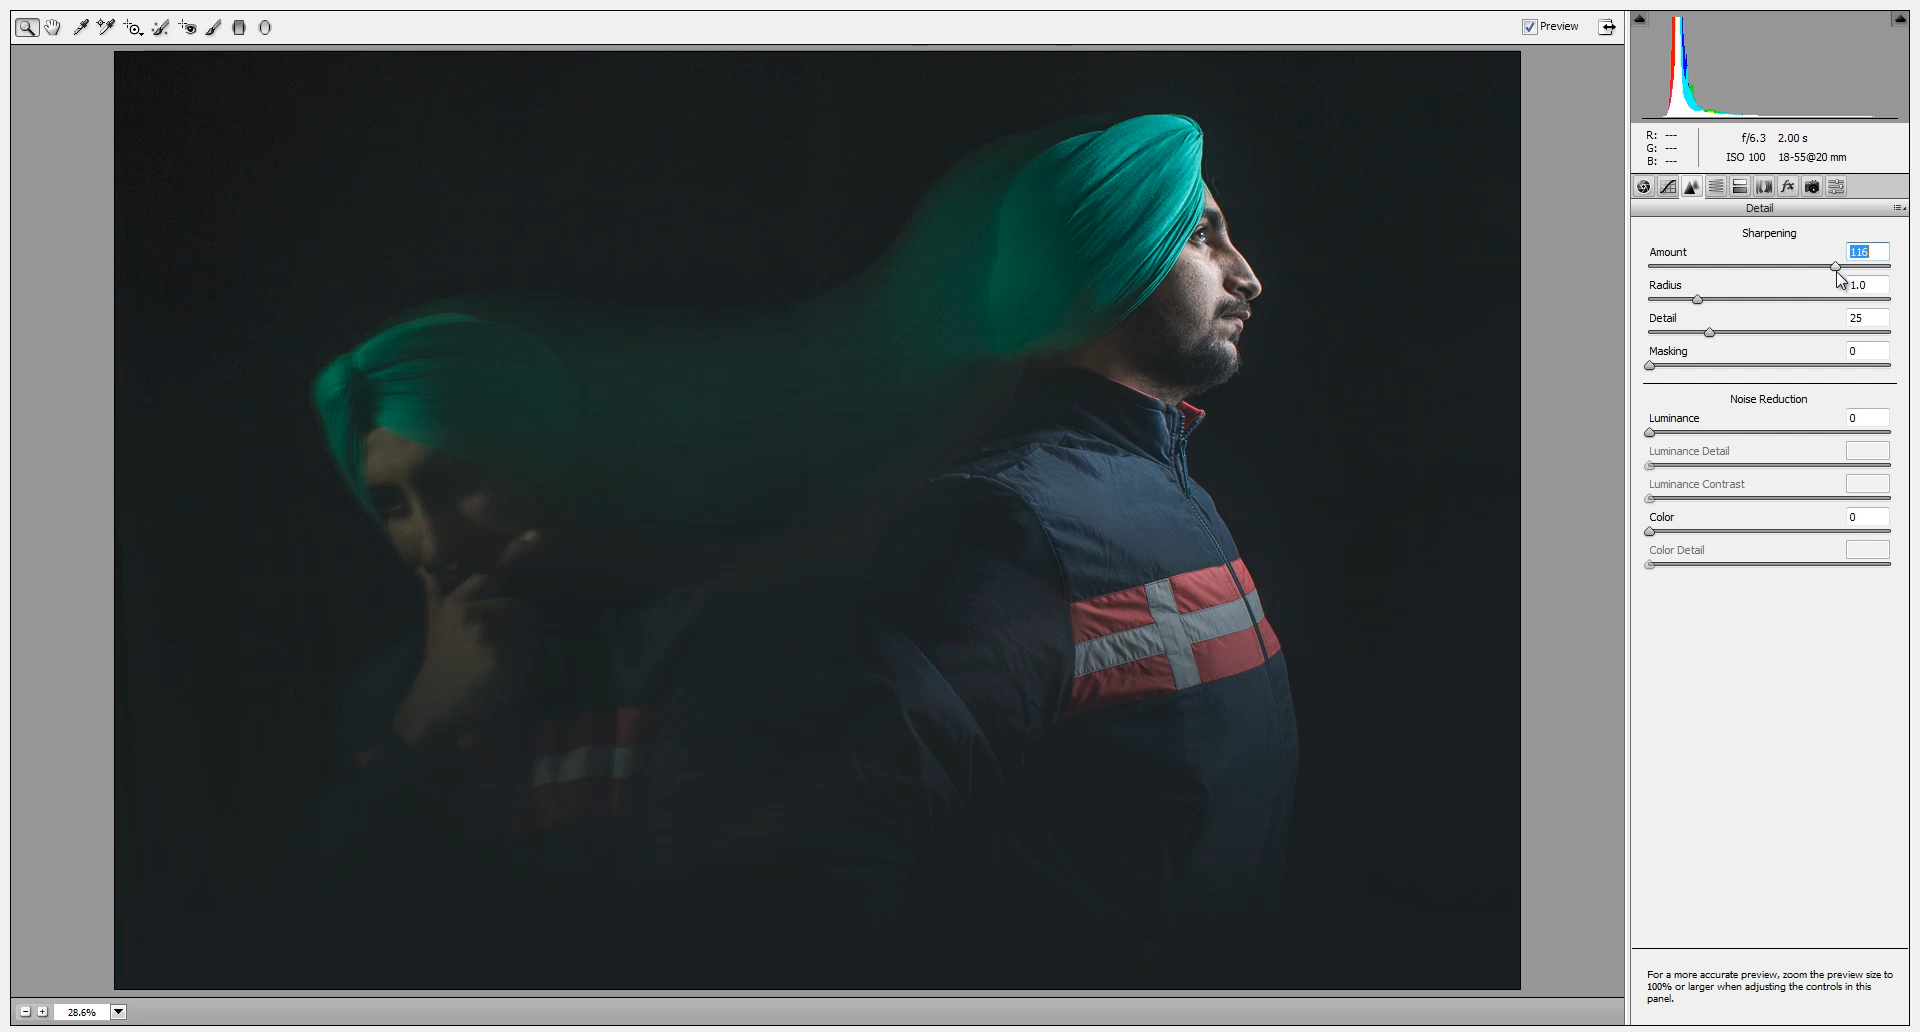 Preview
R: ---
G: ---
B: ---
f/6.3 2.00 s
ISO 100 18-55@20 mm
fx
Detail
Sharpening
Amount 116
Radius 1.0
Detail 25
Masking 0
Noise Reduction
Luminance 0
Luminance Detail
Luminance Contrast
Color 0
Color Detail
For a more accurate preview, zoom the preview size to
100% or larger when adjusting the controls in this
panel.
28.6%